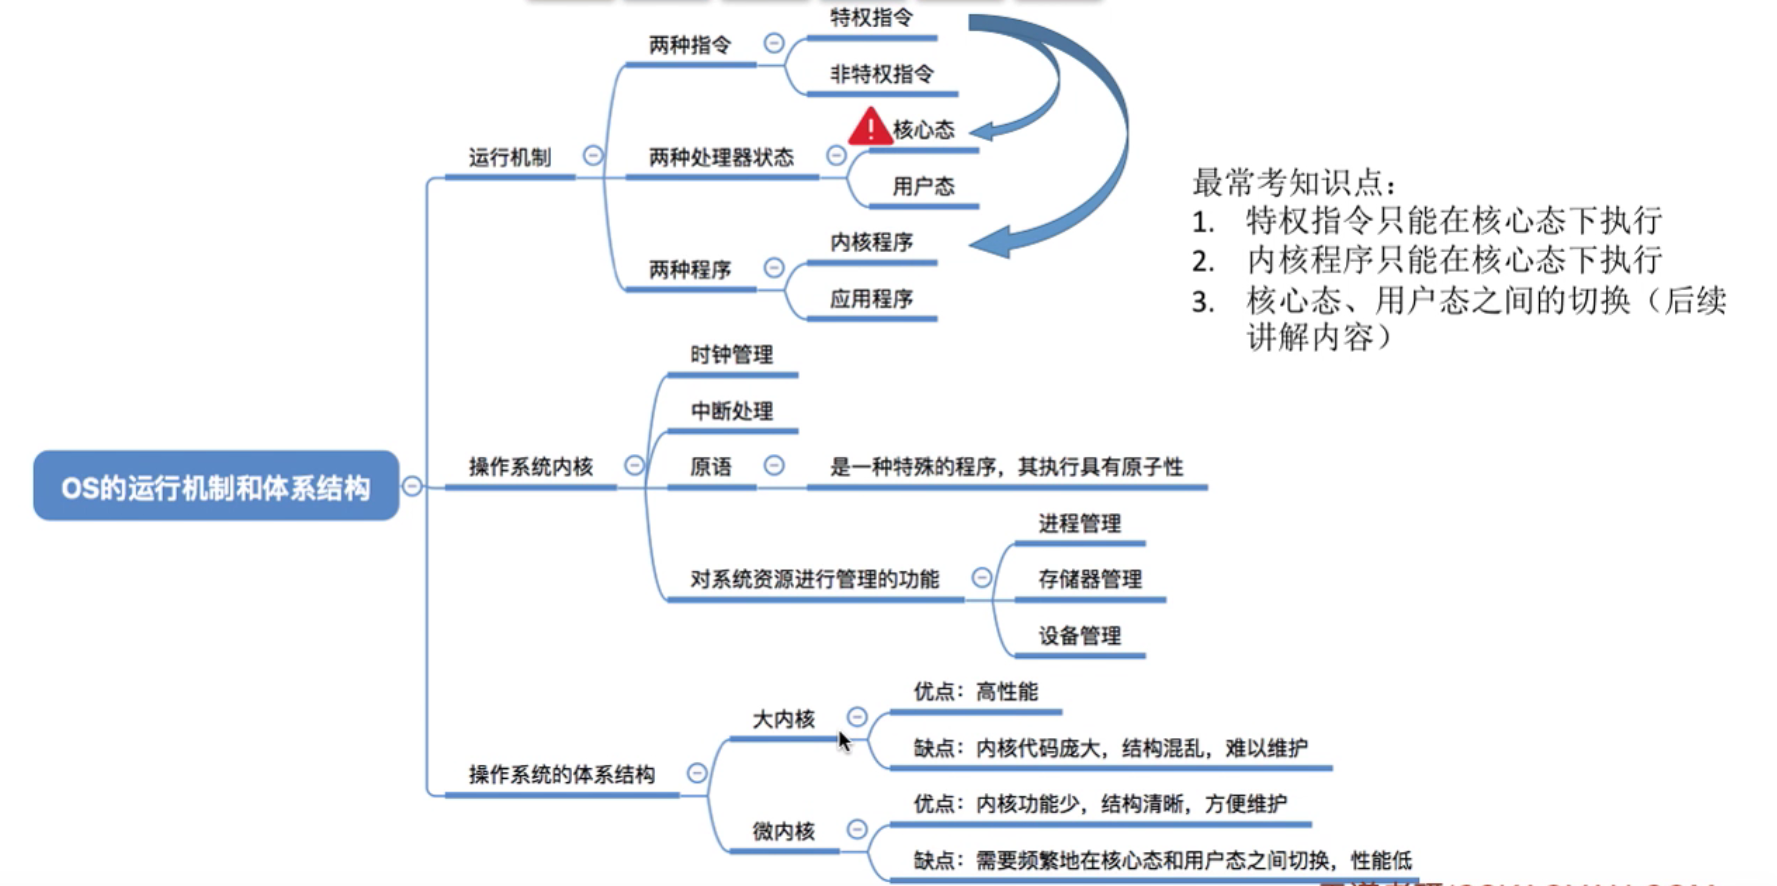 特权指令
两种指令
非特权指令
核心态
运行机制
两种处理器状态
用户态
内核程序
两种程序
应用程序
最常考知识点：
1. 特权指令只能在核心态下执行
2. 内核程序只能在核心态下执行
3. 核心态、用户态之间的切换（后续
讲解内容）
时钟管理
中断处理
操作系统内核
原语
是一种特殊的程序，其执行具有原子性
OS的运行机制和体系结构
进程管理
对系统资源进行管理的功能
存储器管理
设备管理
优点：高性能
大内核
缺点：内核代码庞大，结构混乱，难以维护
操作系统的体系结构
优点：内核功能少，结构清晰，方便维护
微内核
缺点：需要频繁地在核心态和用户态之间切换，性能低